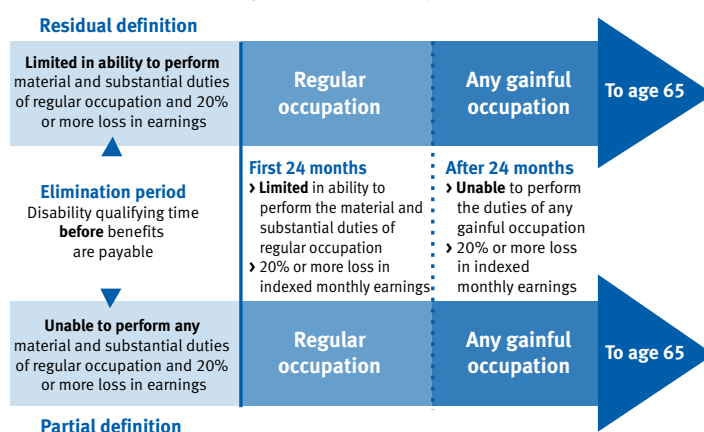 Residual definition
Limited in ability to perform
material and substantial duties
of regular occupation and 20%
or more loss in earnings
Regular
occupation
Any gainful
occupation
To age 65
Elimination period
Disability qualifying time
before benefits
are payable
First 24 months
› Limited in ability to
perform the material and
substantial duties of
regular occupation
› 20% or more loss in
indexed monthly earnings
After 24 months
› Unable to perform
the duties of any
gainful occupation
› 20% or more loss
in indexed
monthly earnings
Unable to perform any
material and substantial duties
of regular occupation and 20%
or more loss in earnings
Regular
occupation
Any gainful
occupation
To age 65
Partial definition